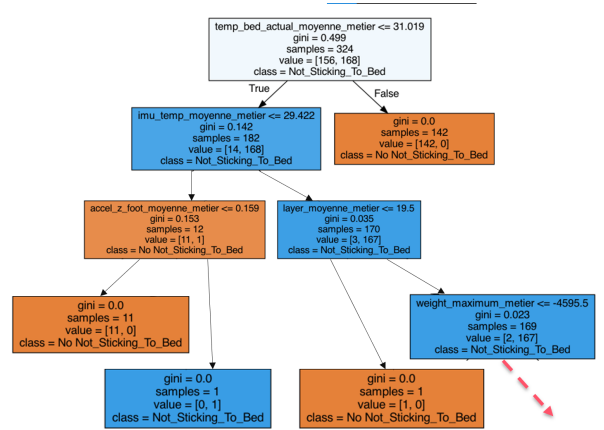 temp_bed_actual_moyenne_metier <= 31.019
gini = 0.499
samples = 324
value = [156, 168]
class = Not_Sticking_To_Bed
True
False
imu_temp_moyenne_metier <= 29.422
gini = 0.142
samples = 182
value = [14, 168]
class = Not_Sticking_To_Bed
gini = 0.0
samples = 142
value = [142, 0]
class = No Not_Sticking_To_Bed
accel_z_foot_moyenne_metier <= 0.159
gini = 0.153
samples = 12
value = [11, 1]
class = No Not_Sticking_To_Bed
layer_moyenne_metier <= 19.5
gini = 0.035
samples = 170
value = [3, 167]
class = Not_Sticking_To_Bed
gini = 0.0
samples = 11
value = [11, 0]
class = No Not_Sticking_To_Bed
weight_maximum_metier <= -4595.5
gini = 0.023
samples = 169
value = [2, 167]
class = Not_Sticking_To_Bed
gini = 0.0
samples = 1
value = [0, 1]
class = Not_Sticking_To_Bed
gini = 0.0
samples = 1
value = [1, 0]
class = No Not_Sticking_To_Bed